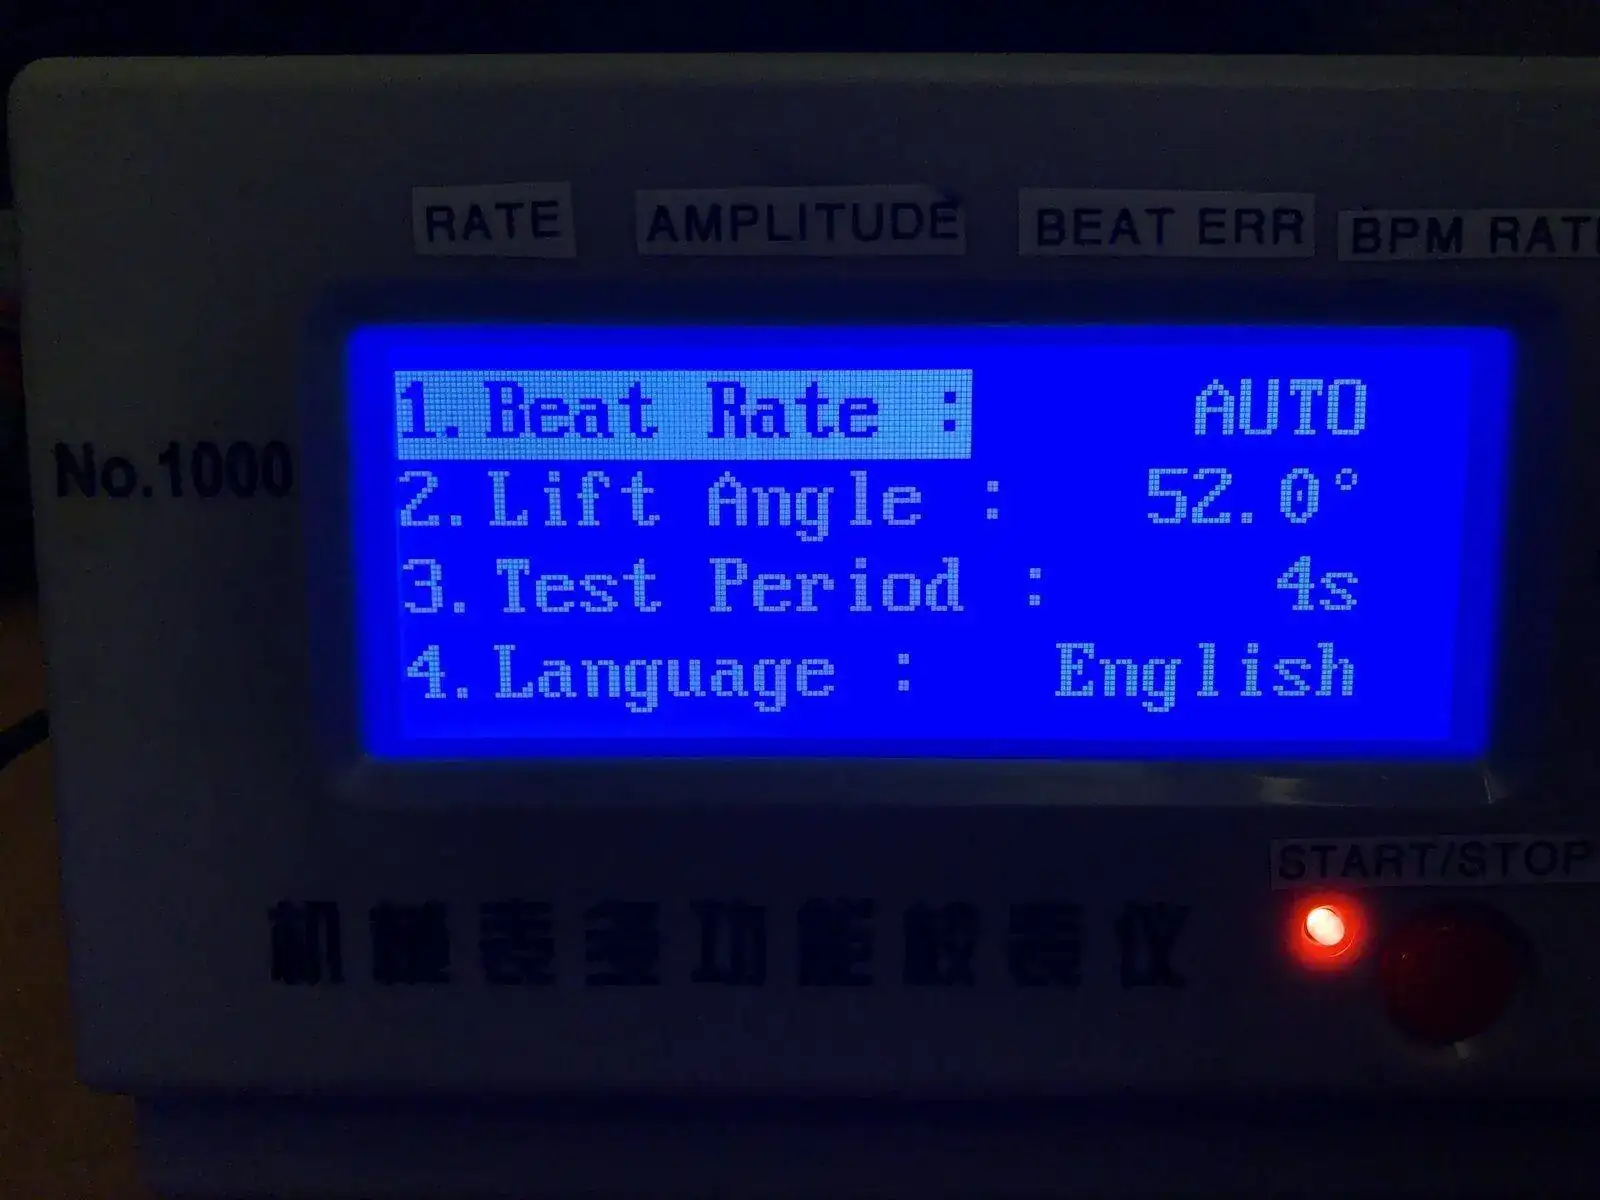 RATE AMPLITUDE BEAT ERR BPM RAT
1.Beat Rate : AUTO
2.Lift Angle : 52.0°
3.Test Period : 4s
4.Language : English
No.1000
START/STOP
机械表多功能校表仪